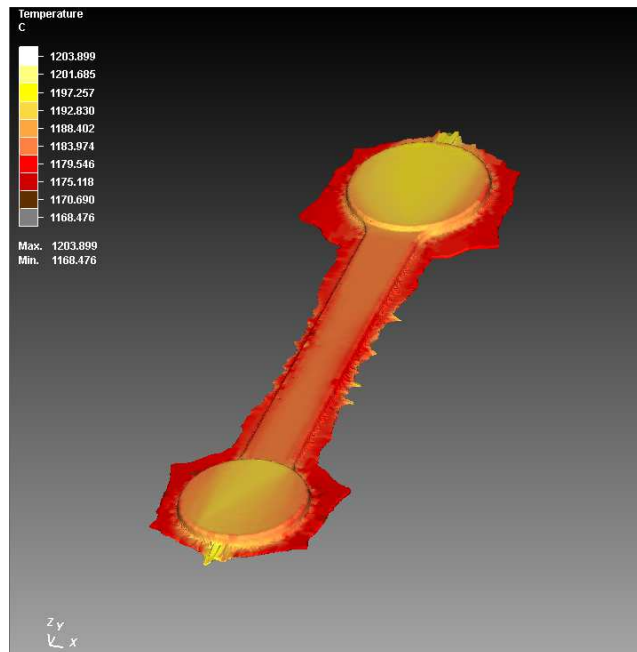 Temperature
C
1203.899
1201.685
1197.257
1192.830
1188.402
1183.974
1179.546
1175.118
1170.690
1168.476
Max. 1203.899
Min. 1168.476
Z Y
X